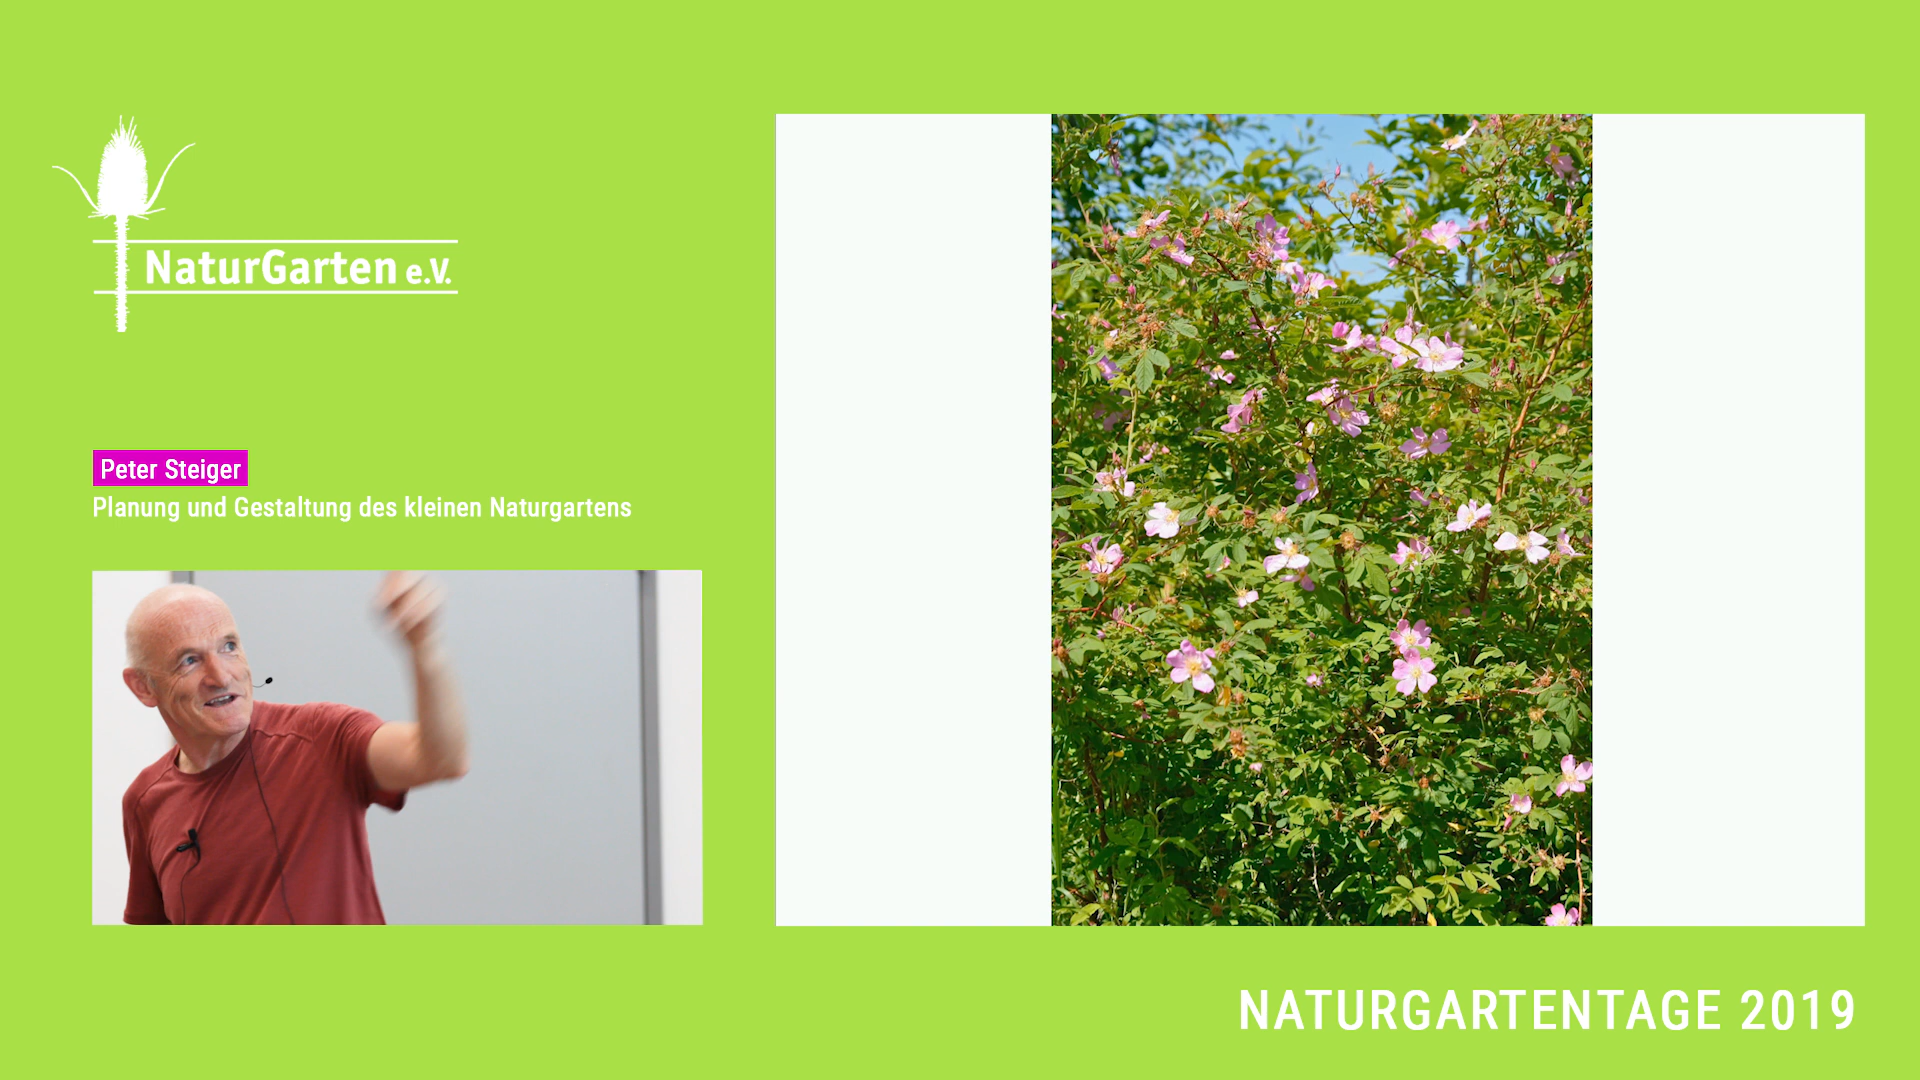 NaturGarten e.V.
Peter Steiger
Planung und Gestaltung des kleinen Naturgartens
NATURGARTENTAGE 2019